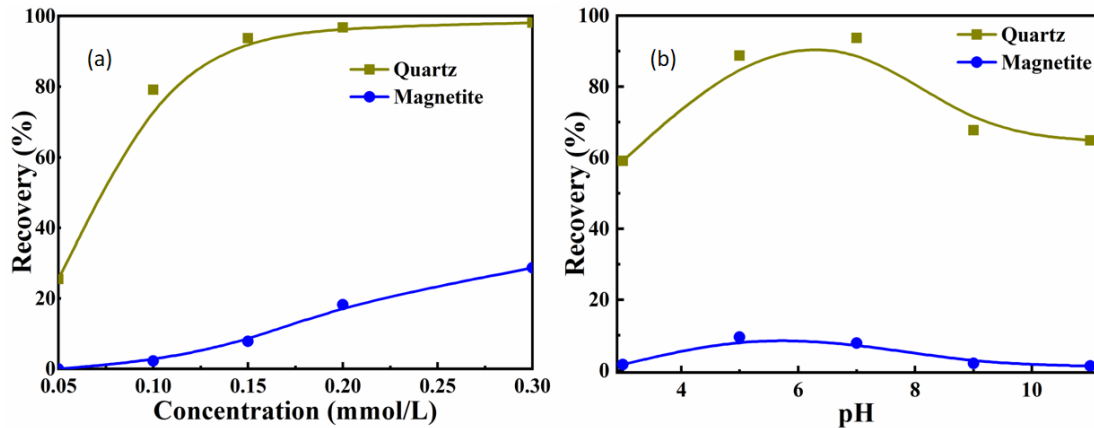 100
80
60
40
20
0
Recovery (%)
(a)
Quartz
Magnetite
0.05 0.10 0.15 0.20 0.25 0.30
Concentration (mmol/L)
100
80
60
40
20
0
Recovery (%)
(b)
Quartz
Magnetite
4 6 8 10
pH